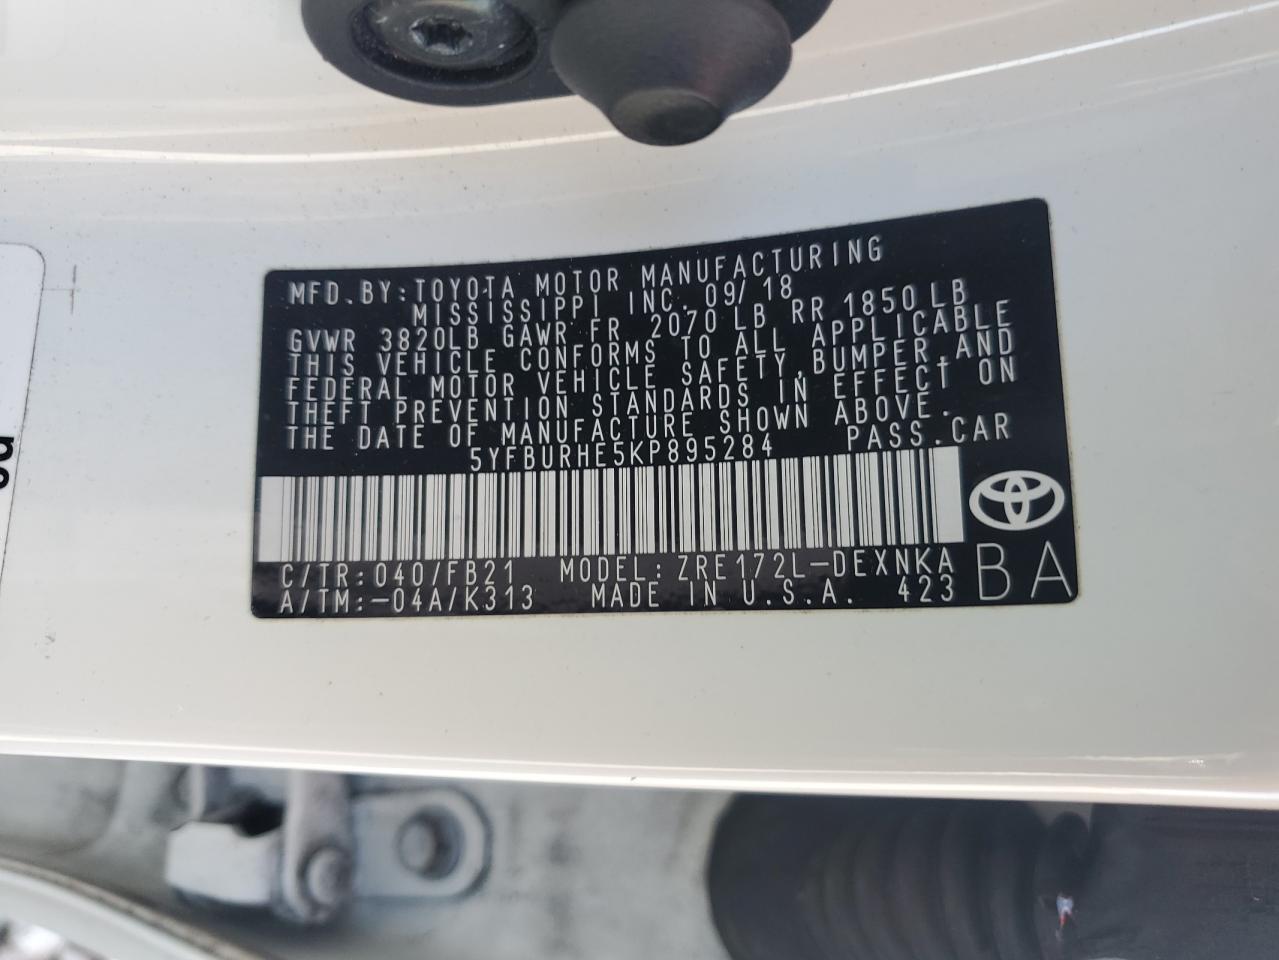 MFD.BY:TOYOTA MOTOR MANUFACTURING
MISSISSIPPI INC. 09/18
GVWR 3820LB GAWR FR 2070 LB RR 1850 LB
THIS VEHICLE CONFORMS TO ALL APPLICABLE
FEDERAL MOTOR VEHICLE SAFETY,BUMPER,AND
THEFT PREVENTION STANDARDS IN EFFECT ON
THE DATE OF MANUFACTURE SHOWN ABOVE.
5YFBURHE5KP895284 PASS.CAR
C/TR:040/FB21 MODEL:ZRE172L-DEXNKA
A/TM:-04A/K313 MADE IN U.S.A. 423
BA